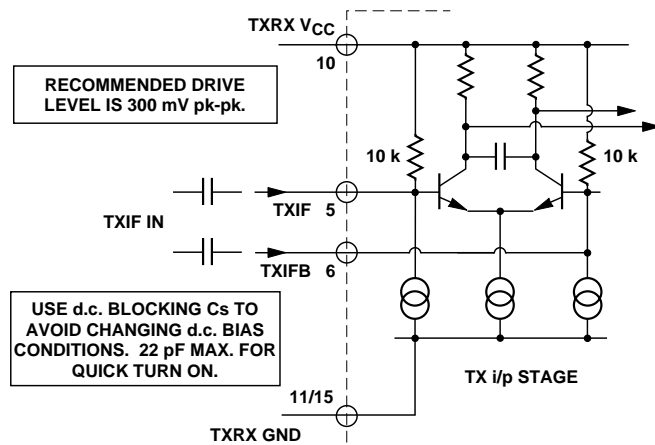 TXRX VCC
10
RECOMMENDED DRIVE
LEVEL IS 300 mV pk-pk.
10 k
10 k
TXIF IN
TXIF 5
TXIFB 6
USE d.c. BLOCKING Cs TO
AVOID CHANGING d.c. BIAS
CONDITIONS. 22 pF MAX. FOR
QUICK TURN ON.
TX i/p STAGE
11/15
TXRX GND